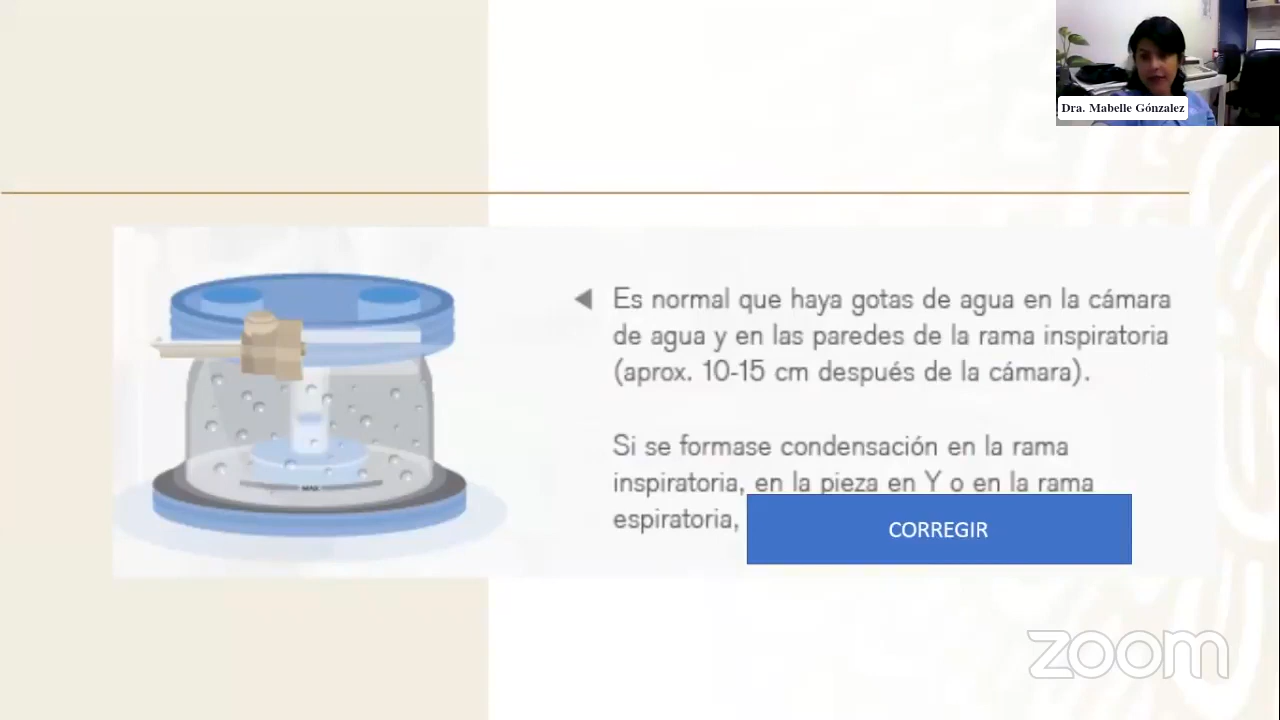 Dra. Mabelle Gónzalez
Es normal que haya gotas de agua en la cámara
de agua y en las paredes de la rama inspiratoria
(aprox. 10-15 cm después de la cámara).
Si se formase condensación en la rama
inspiratoria, en la pieza en Y o en la rama
espiratoria,
CORREGIR
MAX
zoom